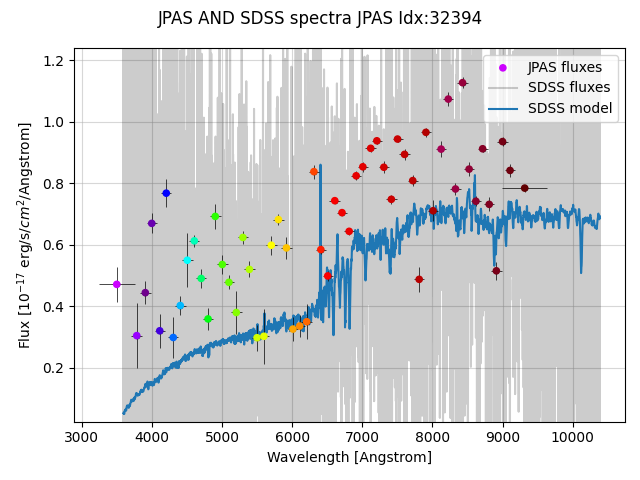 JPAS AND SDSS spectra JPAS Idx:32394
JPAS fluxes
SDSS fluxes
SDSS model
1.2
1.0
0.8
0.6
0.4
0.2
Flux [10⁻¹⁷ erg/s/cm²/Angstrom]
3000 4000 5000 6000 7000 8000 9000 10000
Wavelength [Angstrom]